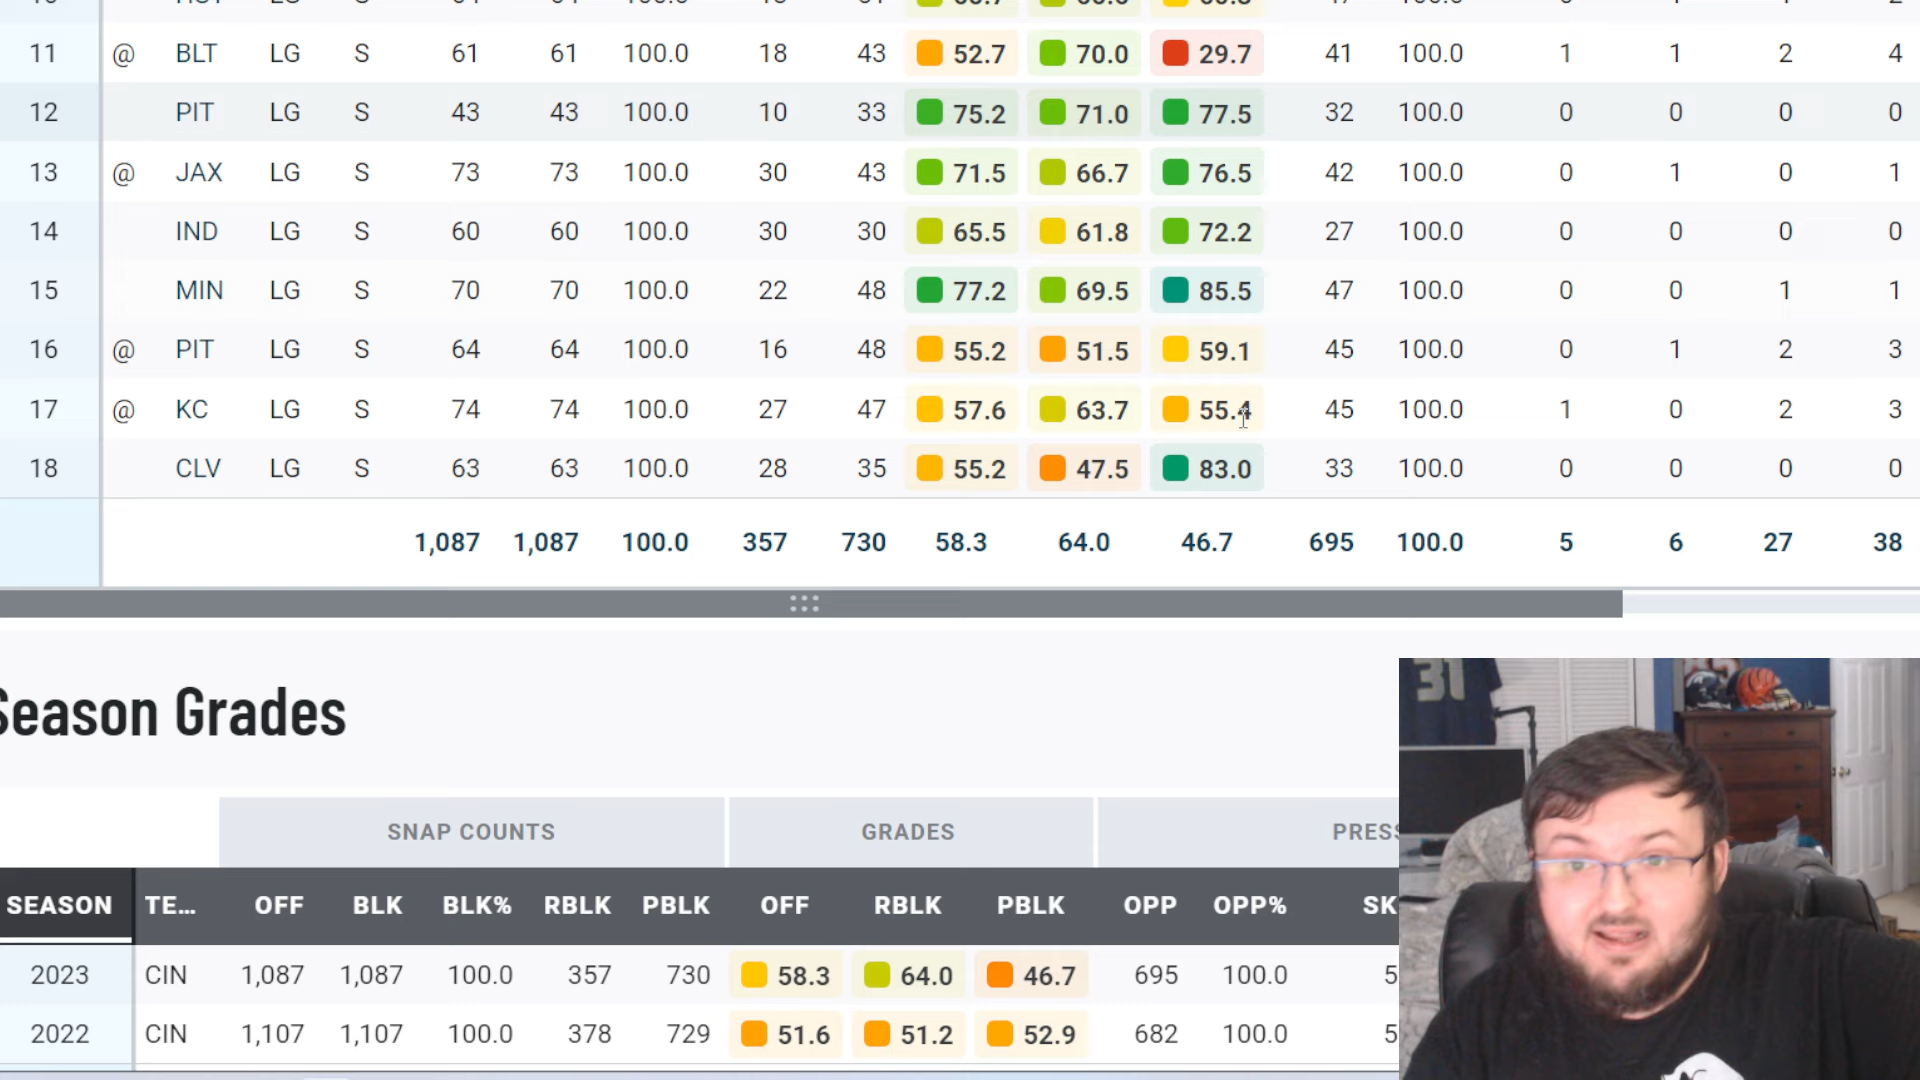 11 @ BLT LG S 61 61 100.0 18 43 52.7 70.0 29.7 41 100.0 1 1 2 4
12 PIT LG S 43 43 100.0 10 33 75.2 71.0 77.5 32 100.0 0 0 0 0
13 @ JAX LG S 73 73 100.0 30 43 71.5 66.7 76.5 42 100.0 0 1 0 1
14 IND LG S 60 60 100.0 30 30 65.5 61.8 72.2 27 100.0 0 0 0 0
15 MIN LG S 70 70 100.0 22 48 77.2 69.5 85.5 47 100.0 0 0 1 1
16 @ PIT LG S 64 64 100.0 16 48 55.2 51.5 59.1 45 100.0 0 1 2 3
17 @ KC LG S 74 74 100.0 27 47 57.6 63.7 55.4 45 100.0 1 0 2 3
18 CLV LG S 63 63 100.0 28 35 55.2 47.5 83.0 33 100.0 0 0 0 0
1,087 1,087 100.0 357 730 58.3 64.0 46.7 695 100.0 5 6 27 38
Season Grades
31
SNAP COUNTS GRADES PRESS
SEASON TE... OFF BLK BLK% RBLK PBLK OFF RBLK PBLK OPP OPP% SK
2023 CIN 1,087 1,087 100.0 357 730 58.3 64.0 46.7 695 100.0 5
2022 CIN 1,107 1,107 100.0 378 729 51.6 51.2 52.9 682 100.0 5